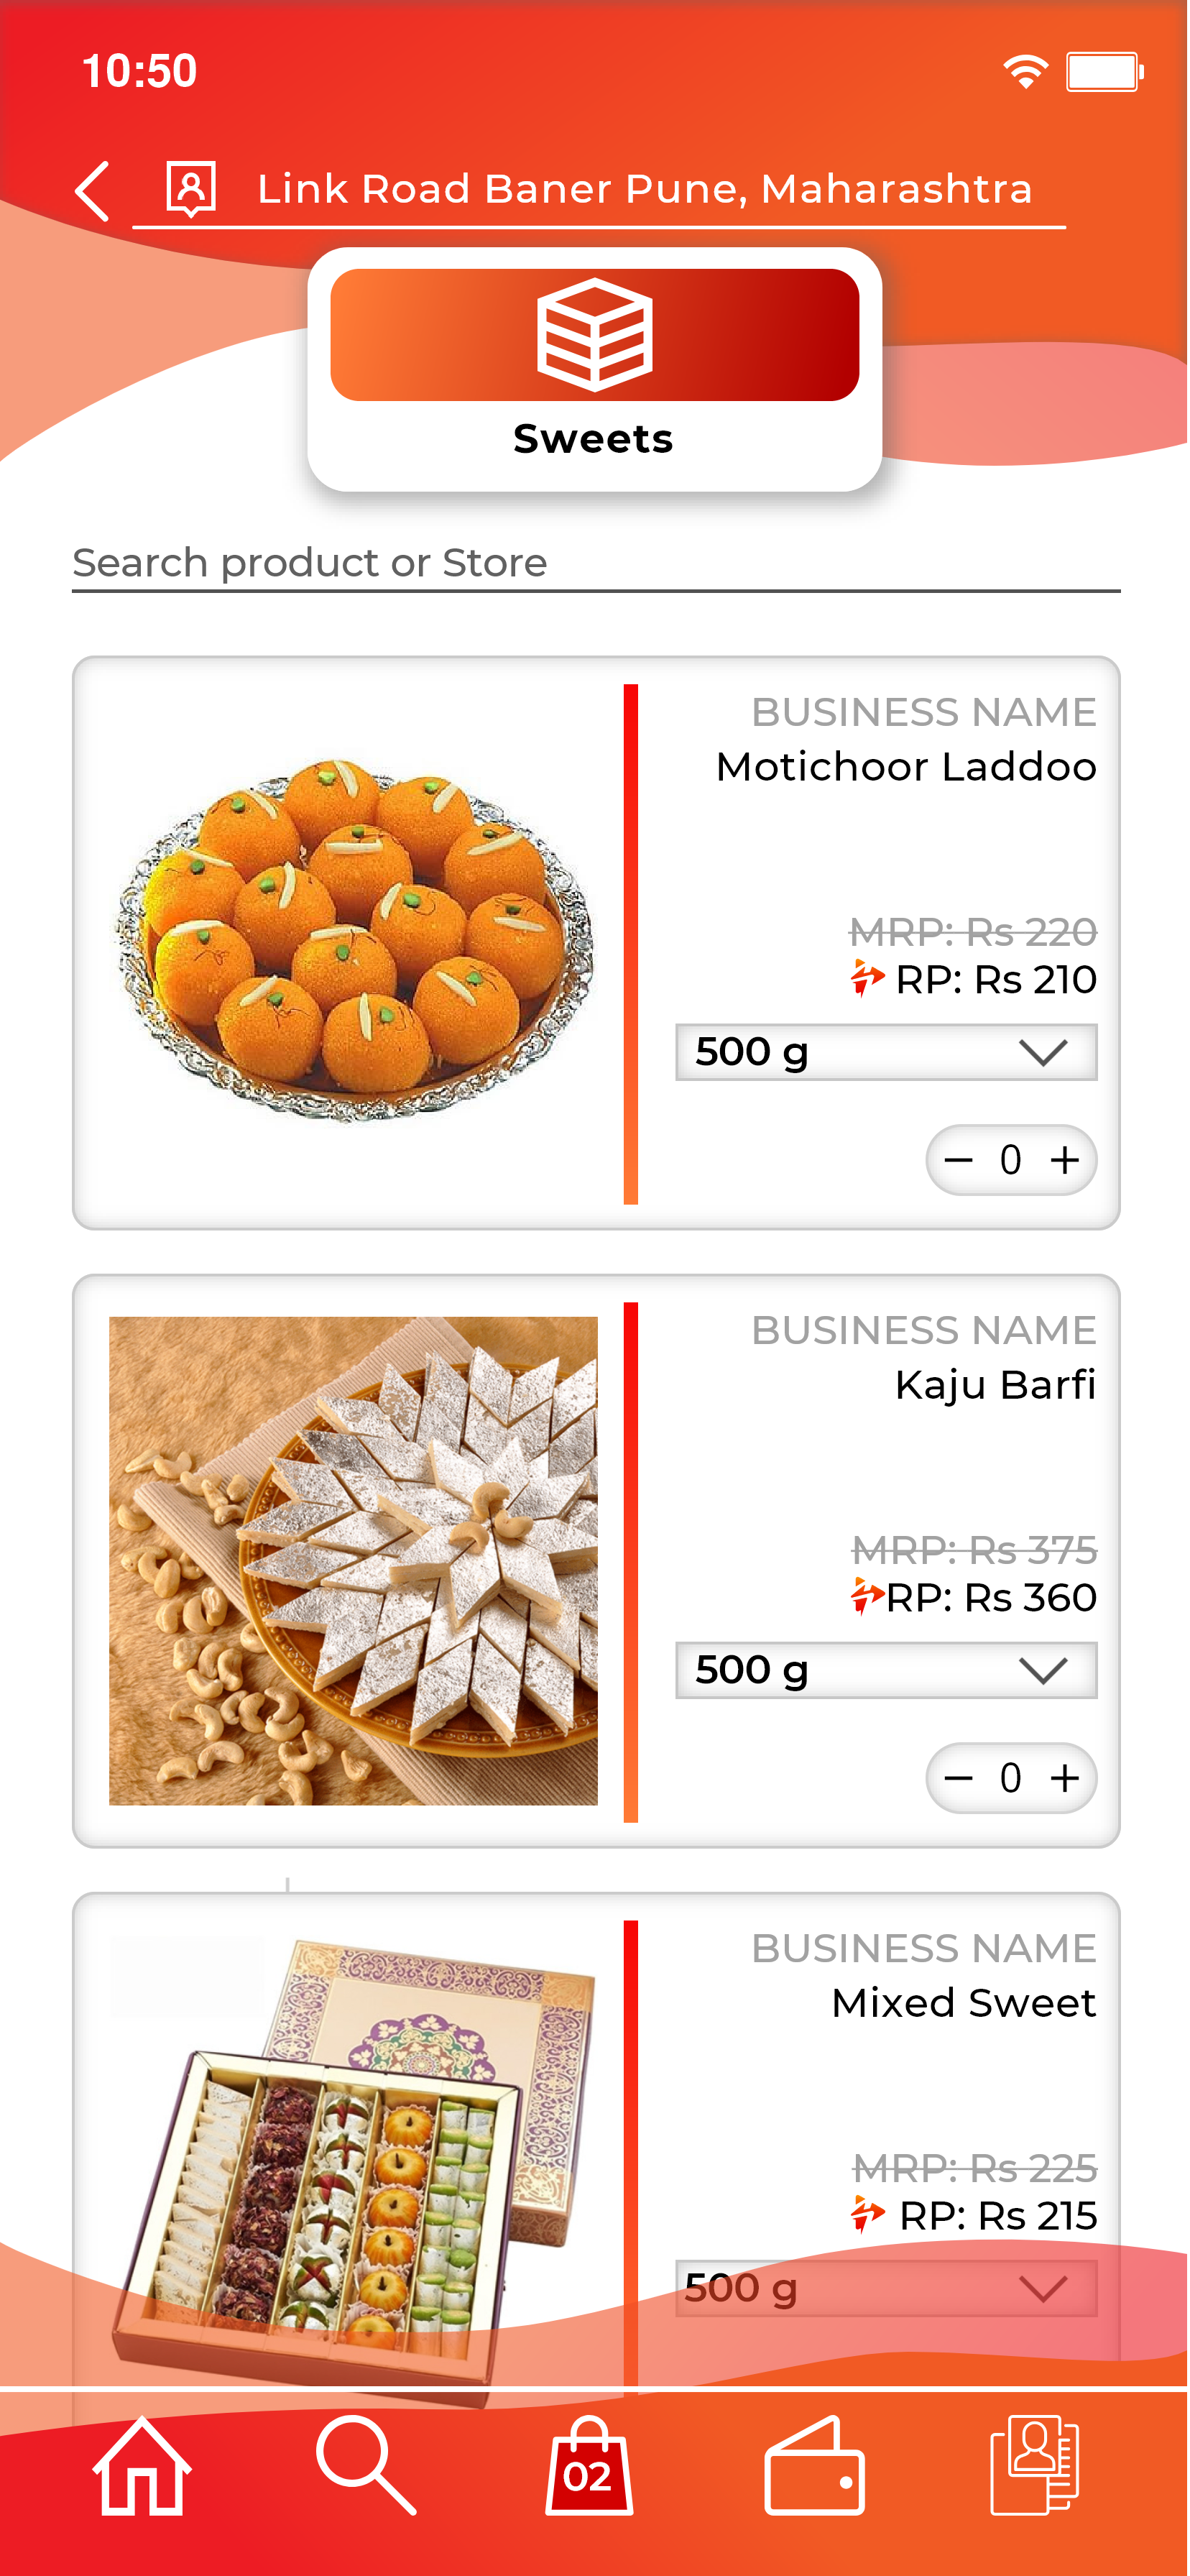 10:50
Link Road Baner Pune, Maharashtra
Sweets
Search product or Store
BUSINESS NAME
Motichoor Laddoo
MRP: Rs 220
RP: Rs 210
500 g
0
BUSINESS NAME
Kaju Barfi
MRP: Rs 375
RP: Rs 360
500 g
0
BUSINESS NAME
Mixed Sweet
MRP: Rs 225
RP: Rs 215
500 g
02